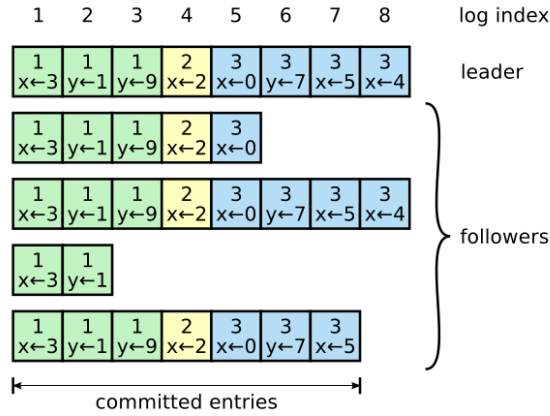 1 2 3 4 5 6 7 8 log index
1 1 1 2 3 3 3 3
x←3 y←1 y←9 x←2 x←0 y←7 x←5 x←4
leader
1 1 1 2 3
x←3 y←1 y←9 x←2 x←0
1 1 1 2 3 3 3 3
x←3 y←1 y←9 x←2 x←0 y←7 x←5 x←4
followers
1 1
x←3 y←1
1 1 1 2 3 3 3
x←3 y←1 y←9 x←2 x←0 y←7 x←5
committed entries